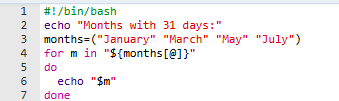 1 #!/bin/bash
2 echo "Months with 31 days:"
3 months=("January" "March" "May" "July")
4 for m in "${months[@]}"
5 do
6   echo "$m"
7 done